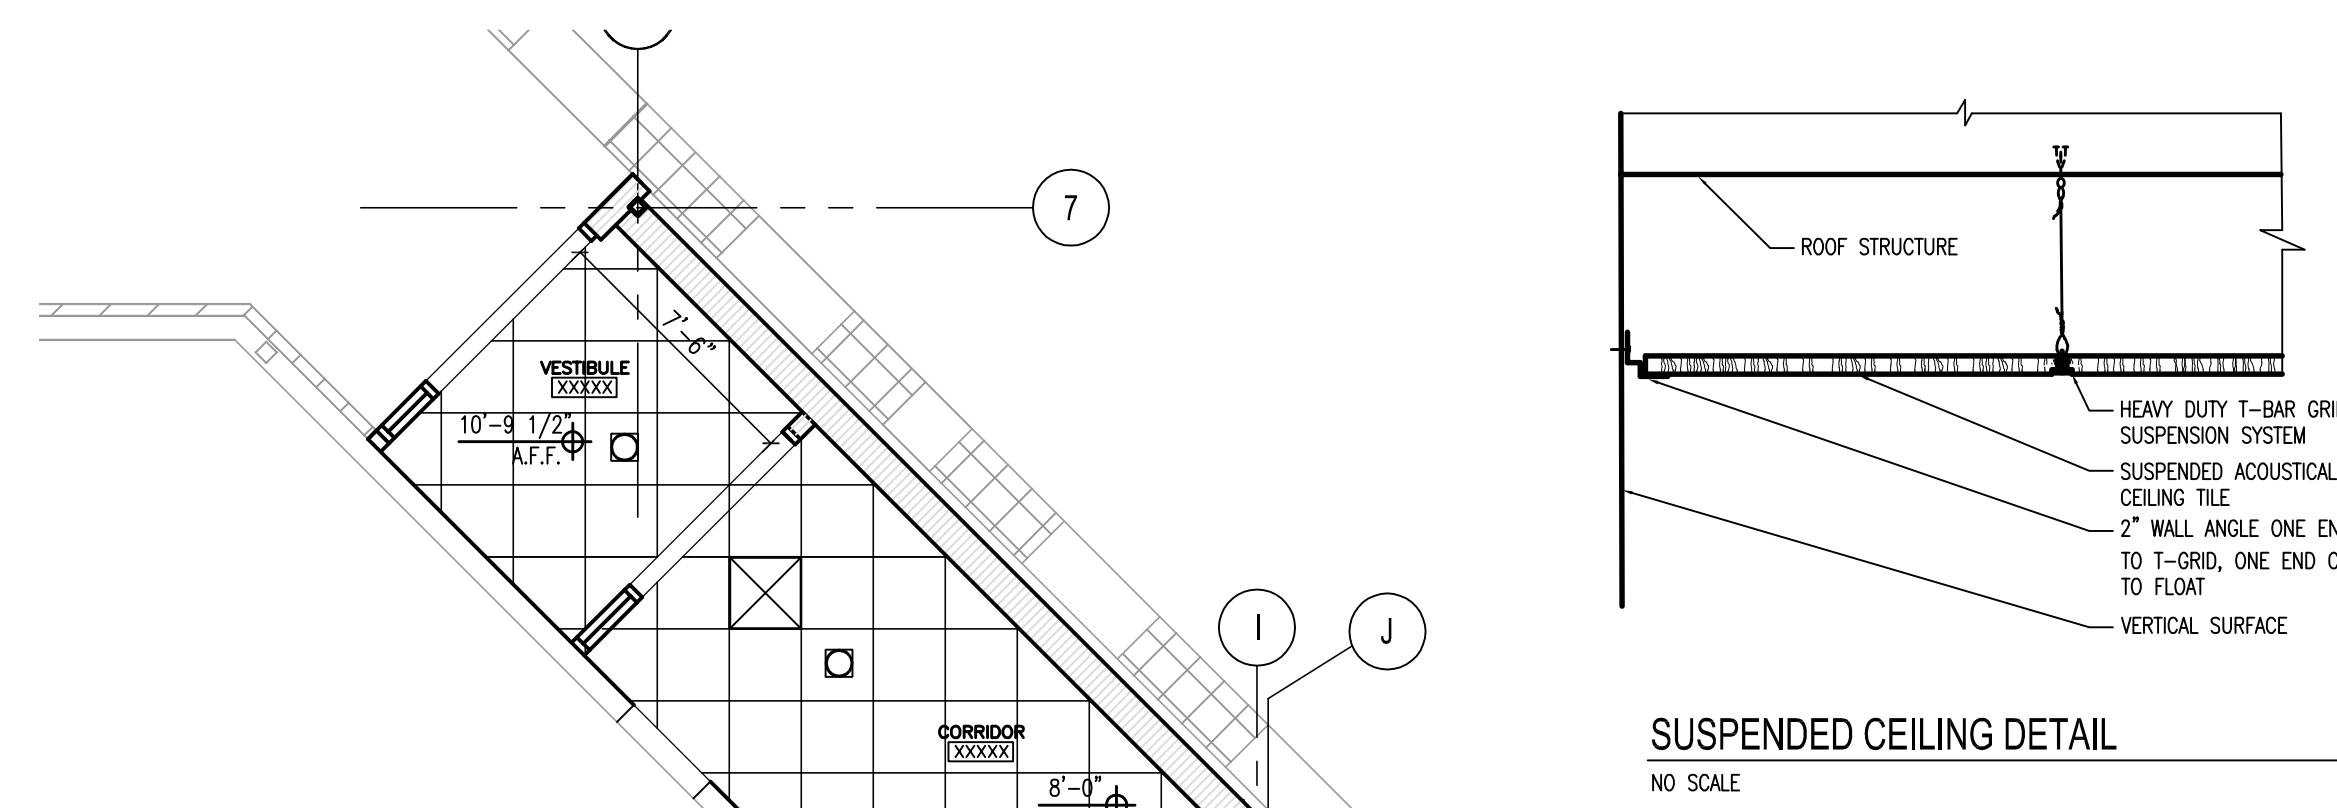 7
7'-6"
VESTIBULE
XXXXX
10'-9 1/2"
A.F.F.
I
J
CORRIDOR
XXXXX
8'-0"
ROOF STRUCTURE
HEAVY DUTY T-BAR
SUSPENSION SYSTEM
SUSPENDED ACOUSTICAL
CEILING TILE
2" WALL ANGLE ONE
TO T-GRID, ONE END
TO FLOAT
VERTICAL SURFACE
SUSPENDED CEILING DETAIL
NO SCALE